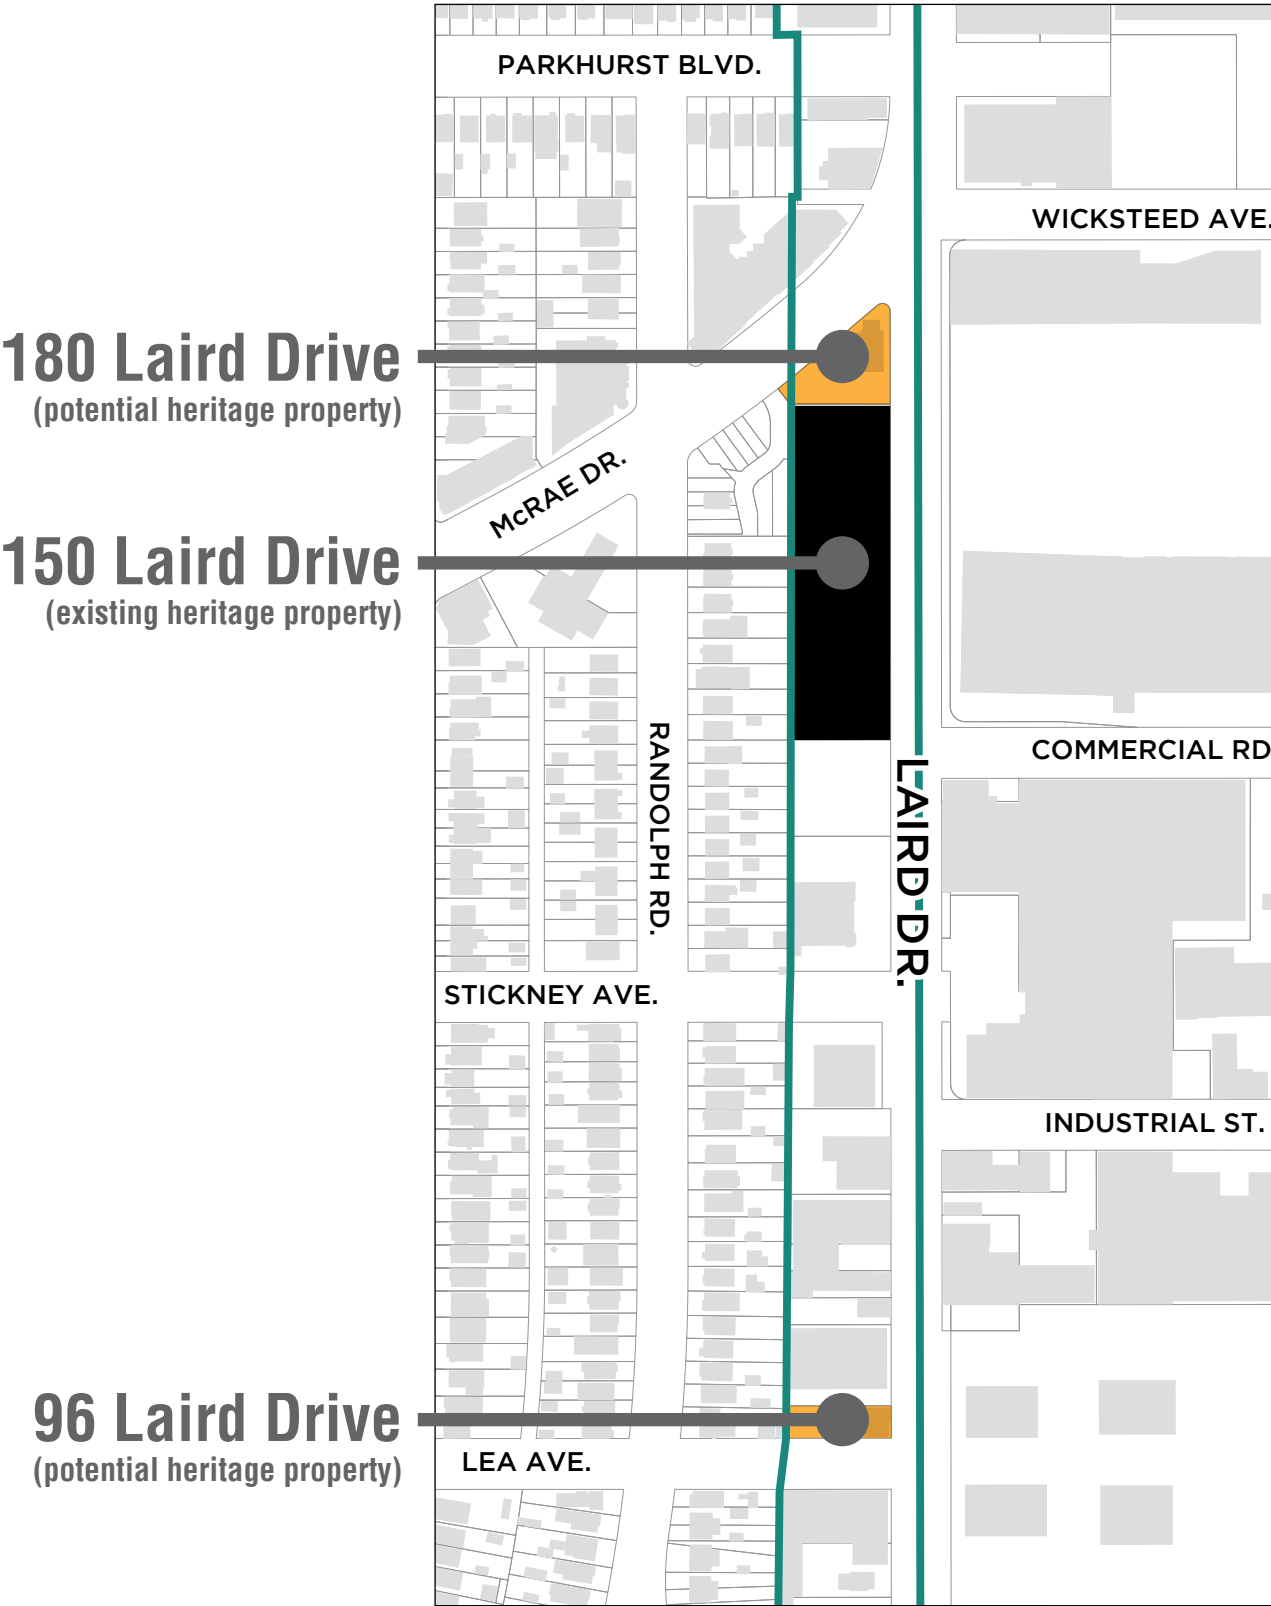 PARKHURST BLVD.
WICKSTEED AVE.
180 Laird Drive
(potential heritage property)
McRAE DR.
150 Laird Drive
(existing heritage property)
RANDOLPH RD.
COMMERCIAL RD
LAIRD DR.
STICKNEY AVE.
INDUSTRIAL ST.
96 Laird Drive
(potential heritage property)
LEA AVE.